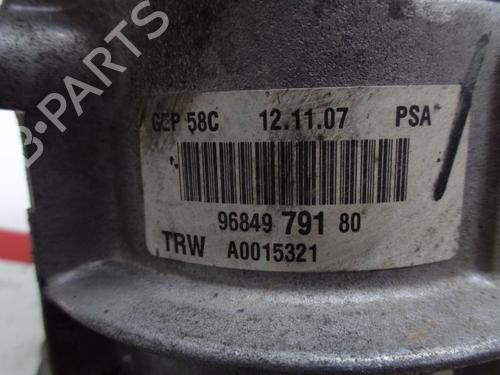 GEP 58C 12.11.07 PSA
96849 791 80
TRW A0015321
B-PARTS